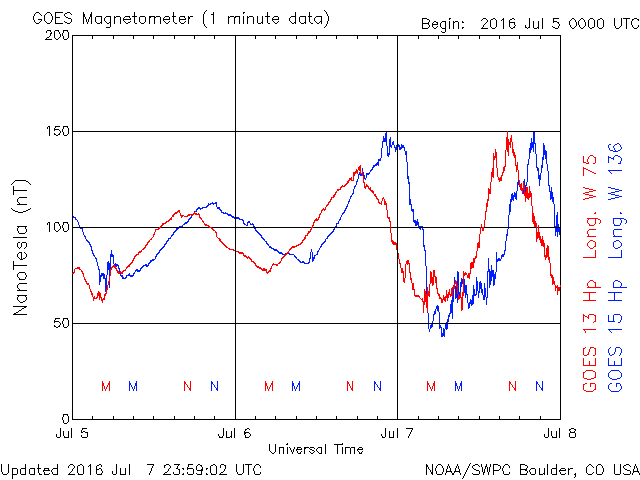 GOES Magnetometer (1 minute data)
Begin: 2016 Jul 5 0000 UTC
200
150
100
50
0
NanoTesla (nT)
M M N N M M N N M M N N
Jul 5 Jul 6 Jul 7 Jul 8
Universal Time
GOES 13 Hp Long. W 75
GOES 15 Hp Long. W 136
Updated 2016 Jul 7 23:59:02 UTC
NOAA/SWPC Boulder, CO USA